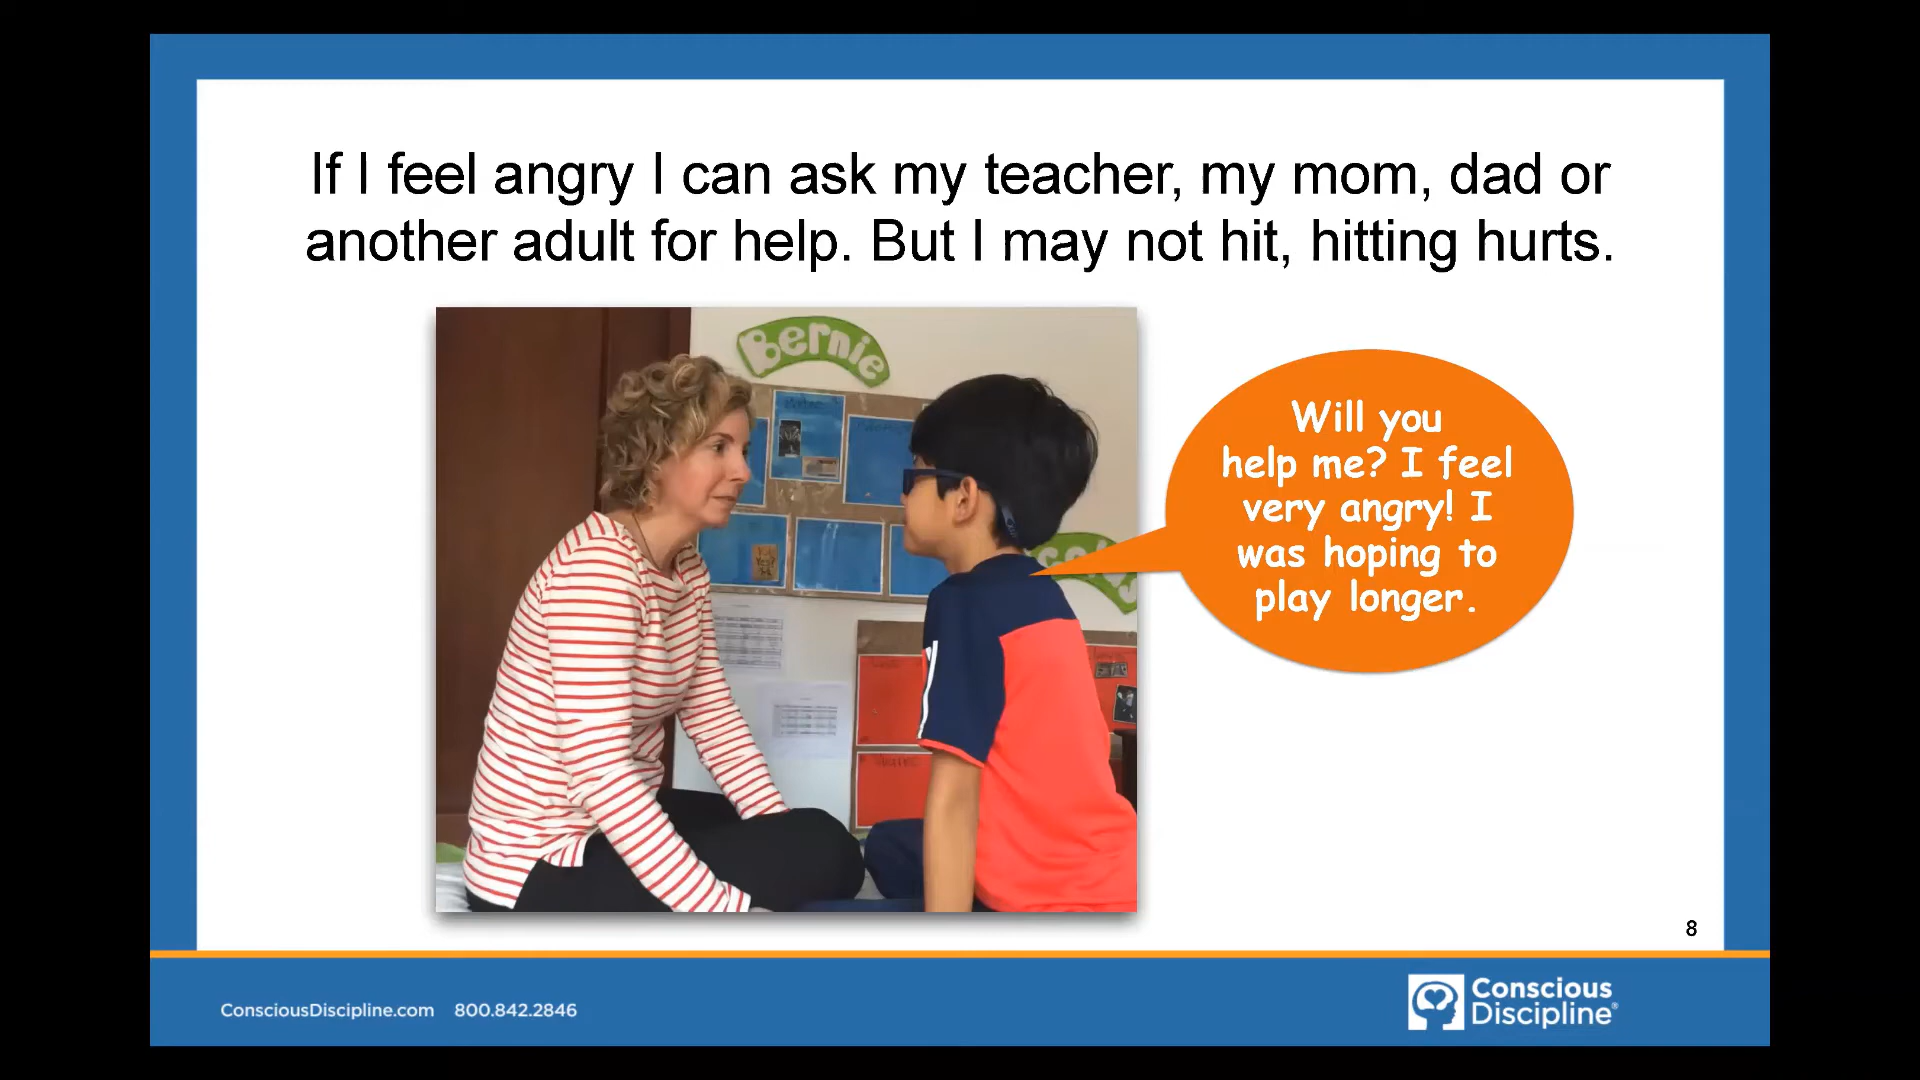 If I feel angry I can ask my teacher, my mom, dad or
another adult for help. But I may not hit, hitting hurts.
Bernie
Will you
help me? I feel
very angry! I
was hoping to
play longer.
8
ConsciousDiscipline.com 800.842.2846
Conscious
Discipline®